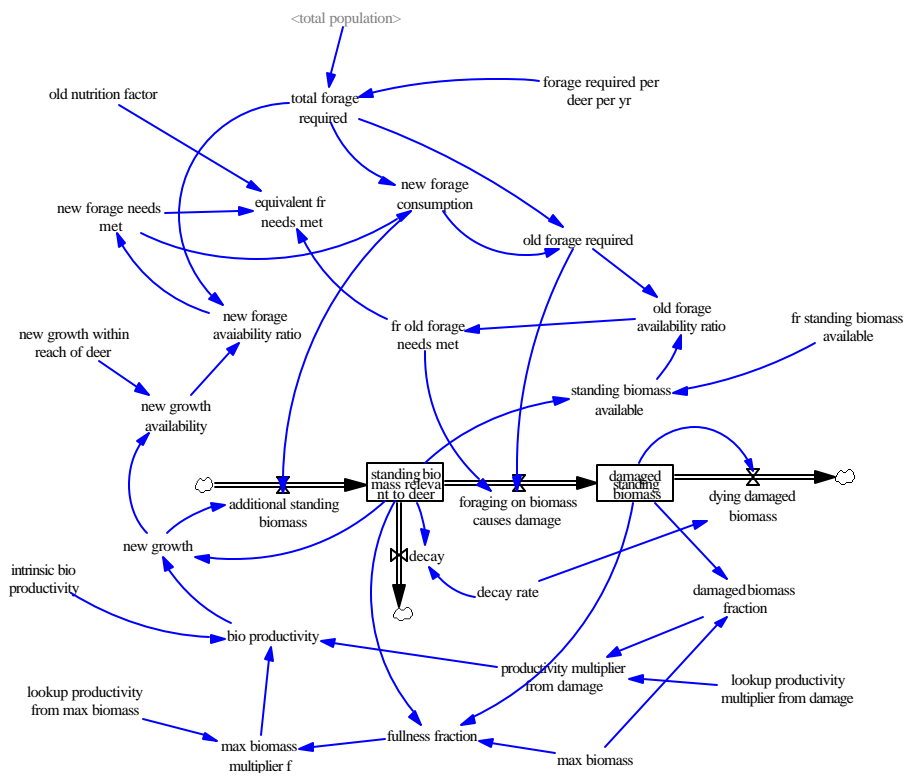 <total population>
old nutrition factor
forage required per
deer per yr
total forage
required
new forage
consumption
equivalent fr
needs met
new forage needs
met
old forage required
new forage
avaiability ratio
old forage
availability ratio
fr old forage
needs met
fr standing biomass
available
new growth within
reach of deer
new growth
availability
standing biomass
available
standing bio
mass releva
nt to deer
damaged
standing
biomass
additional standing
biomass
foraging on biomass
causes damage
dying damaged
biomass
new growth
decay
intrinsic bio
productivity
decay rate
damaged biomass
fraction
bio productivity
productivity multiplier
from damage
lookup productivity
multiplier from damage
lookup productivity
from max biomass
fullness fraction
max biomass
multiplier f
max biomass